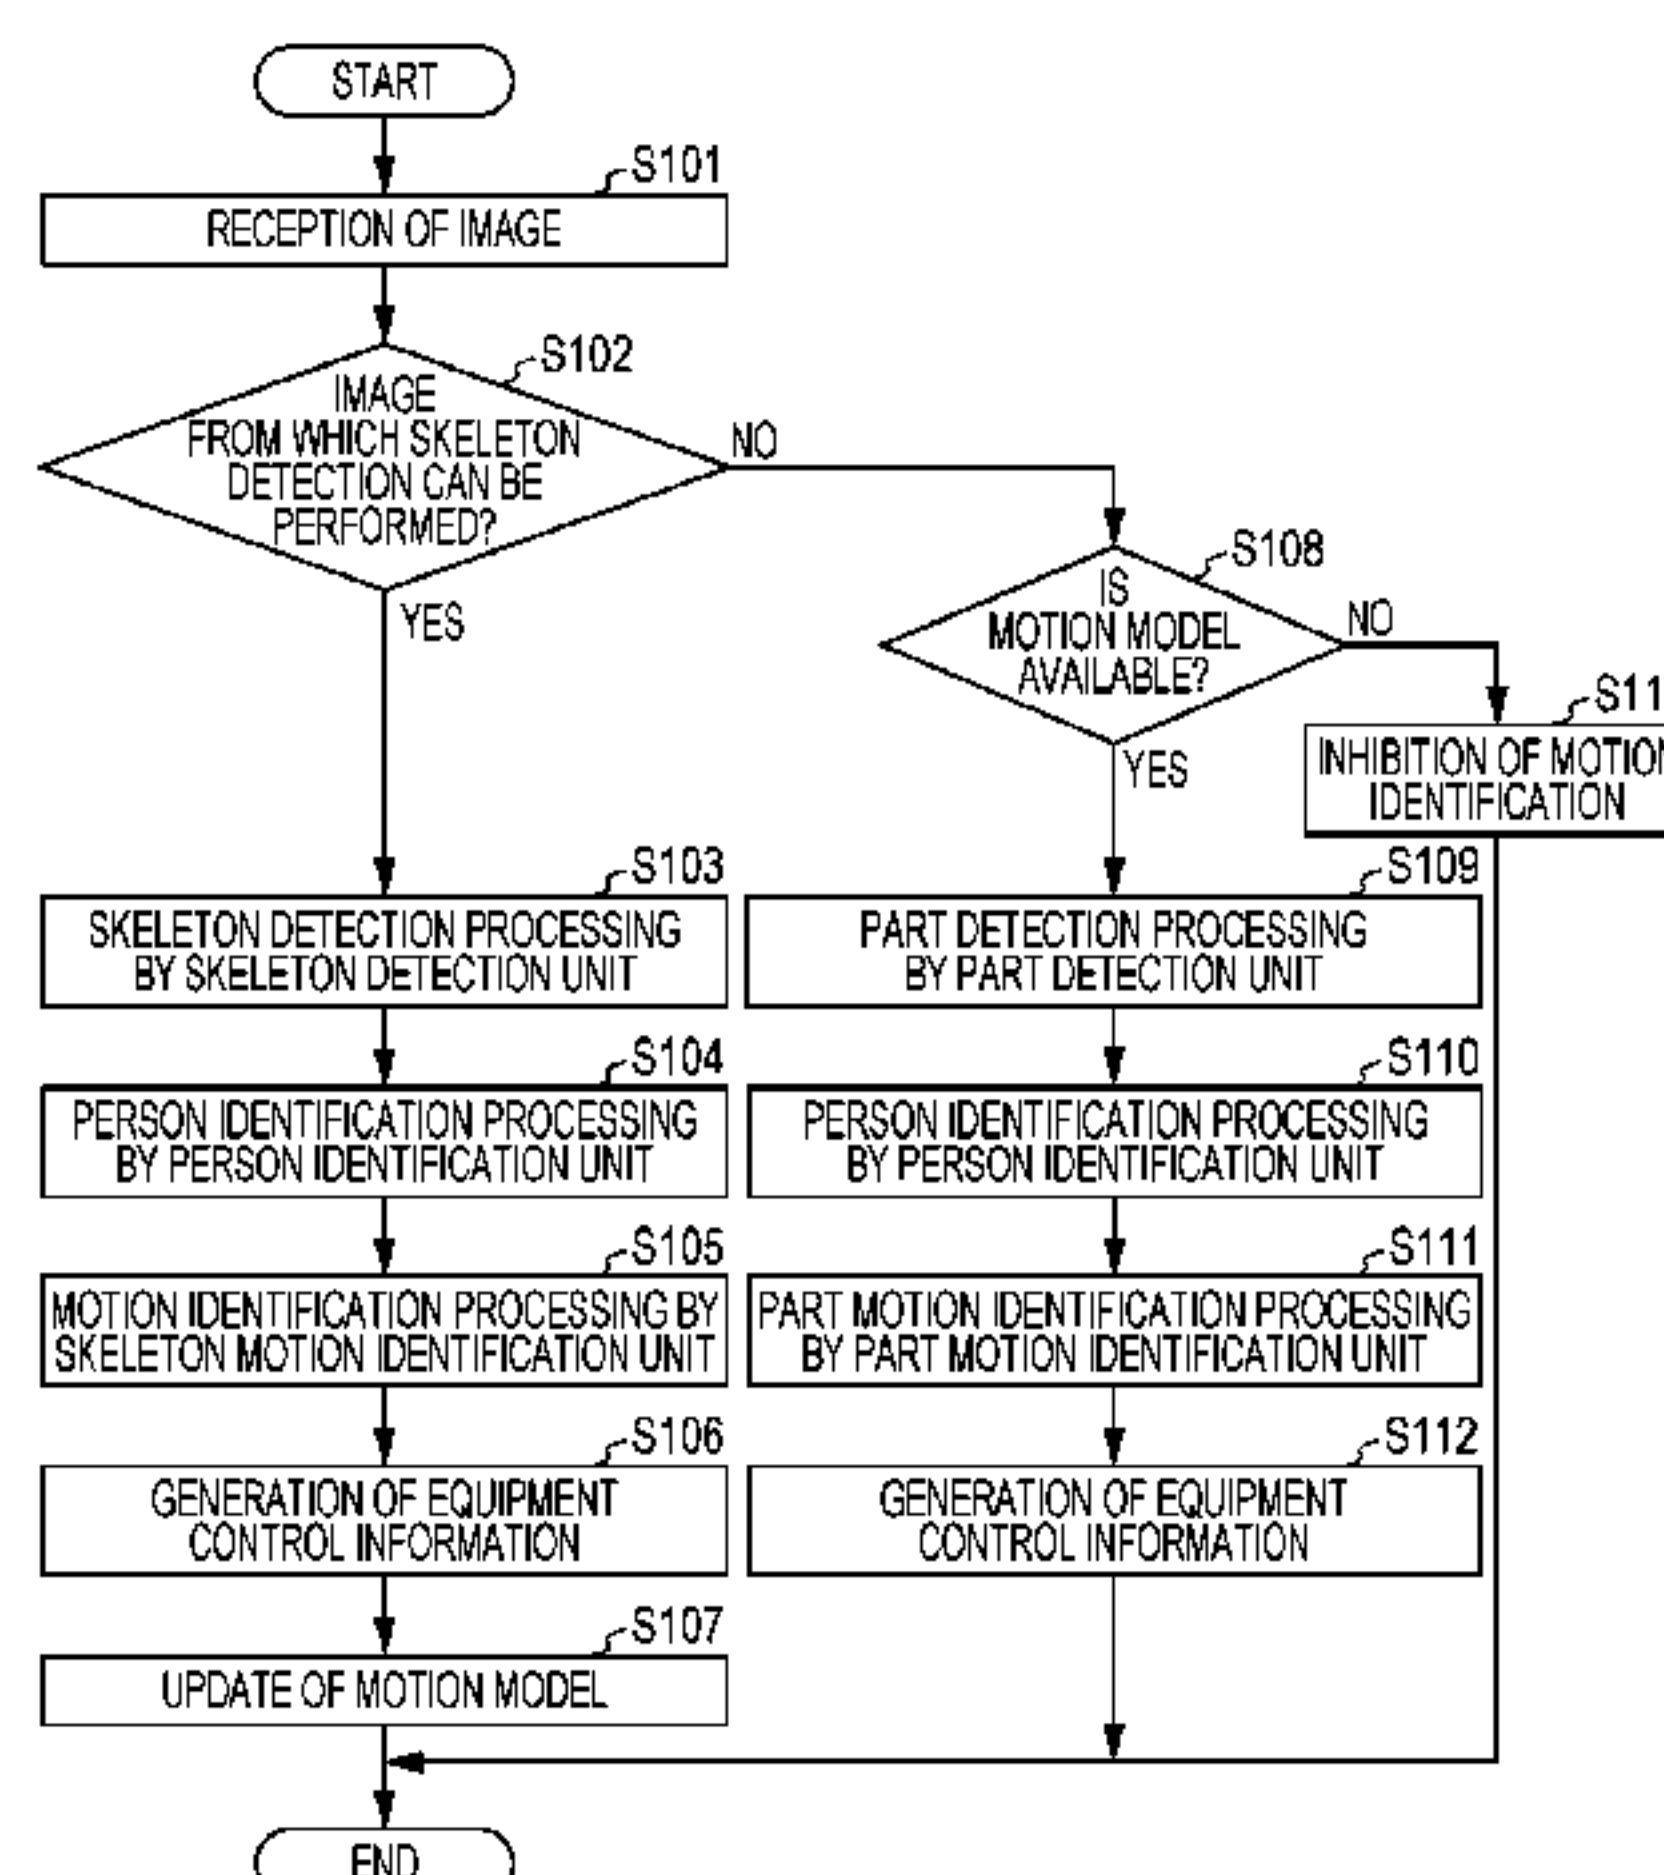 START
S101
RECEPTION OF IMAGE
S102
IMAGE
FROM WHICH SKELETON
DETECTION CAN BE
PERFORMED?
NO
YES
S108
IS
MOTION MODEL
AVAILABLE?
NO
YES
S11
INHIBITION OF MOTION
IDENTIFICATION
S103
SKELETON DETECTION PROCESSING
BY SKELETON DETECTION UNIT
S109
PART DETECTION PROCESSING
BY PART DETECTION UNIT
S104
PERSON IDENTIFICATION PROCESSING
BY PERSON IDENTIFICATION UNIT
S110
PERSON IDENTIFICATION PROCESSING
BY PERSON IDENTIFICATION UNIT
S105
MOTION IDENTIFICATION PROCESSING BY
SKELETON MOTION IDENTIFICATION UNIT
S111
PART MOTION IDENTIFICATION PROCESSING
BY PART MOTION IDENTIFICATION UNIT
S106
GENERATION OF EQUIPMENT
CONTROL INFORMATION
S112
GENERATION OF EQUIPMENT
CONTROL INFORMATION
S107
UPDATE OF MOTION MODEL
END